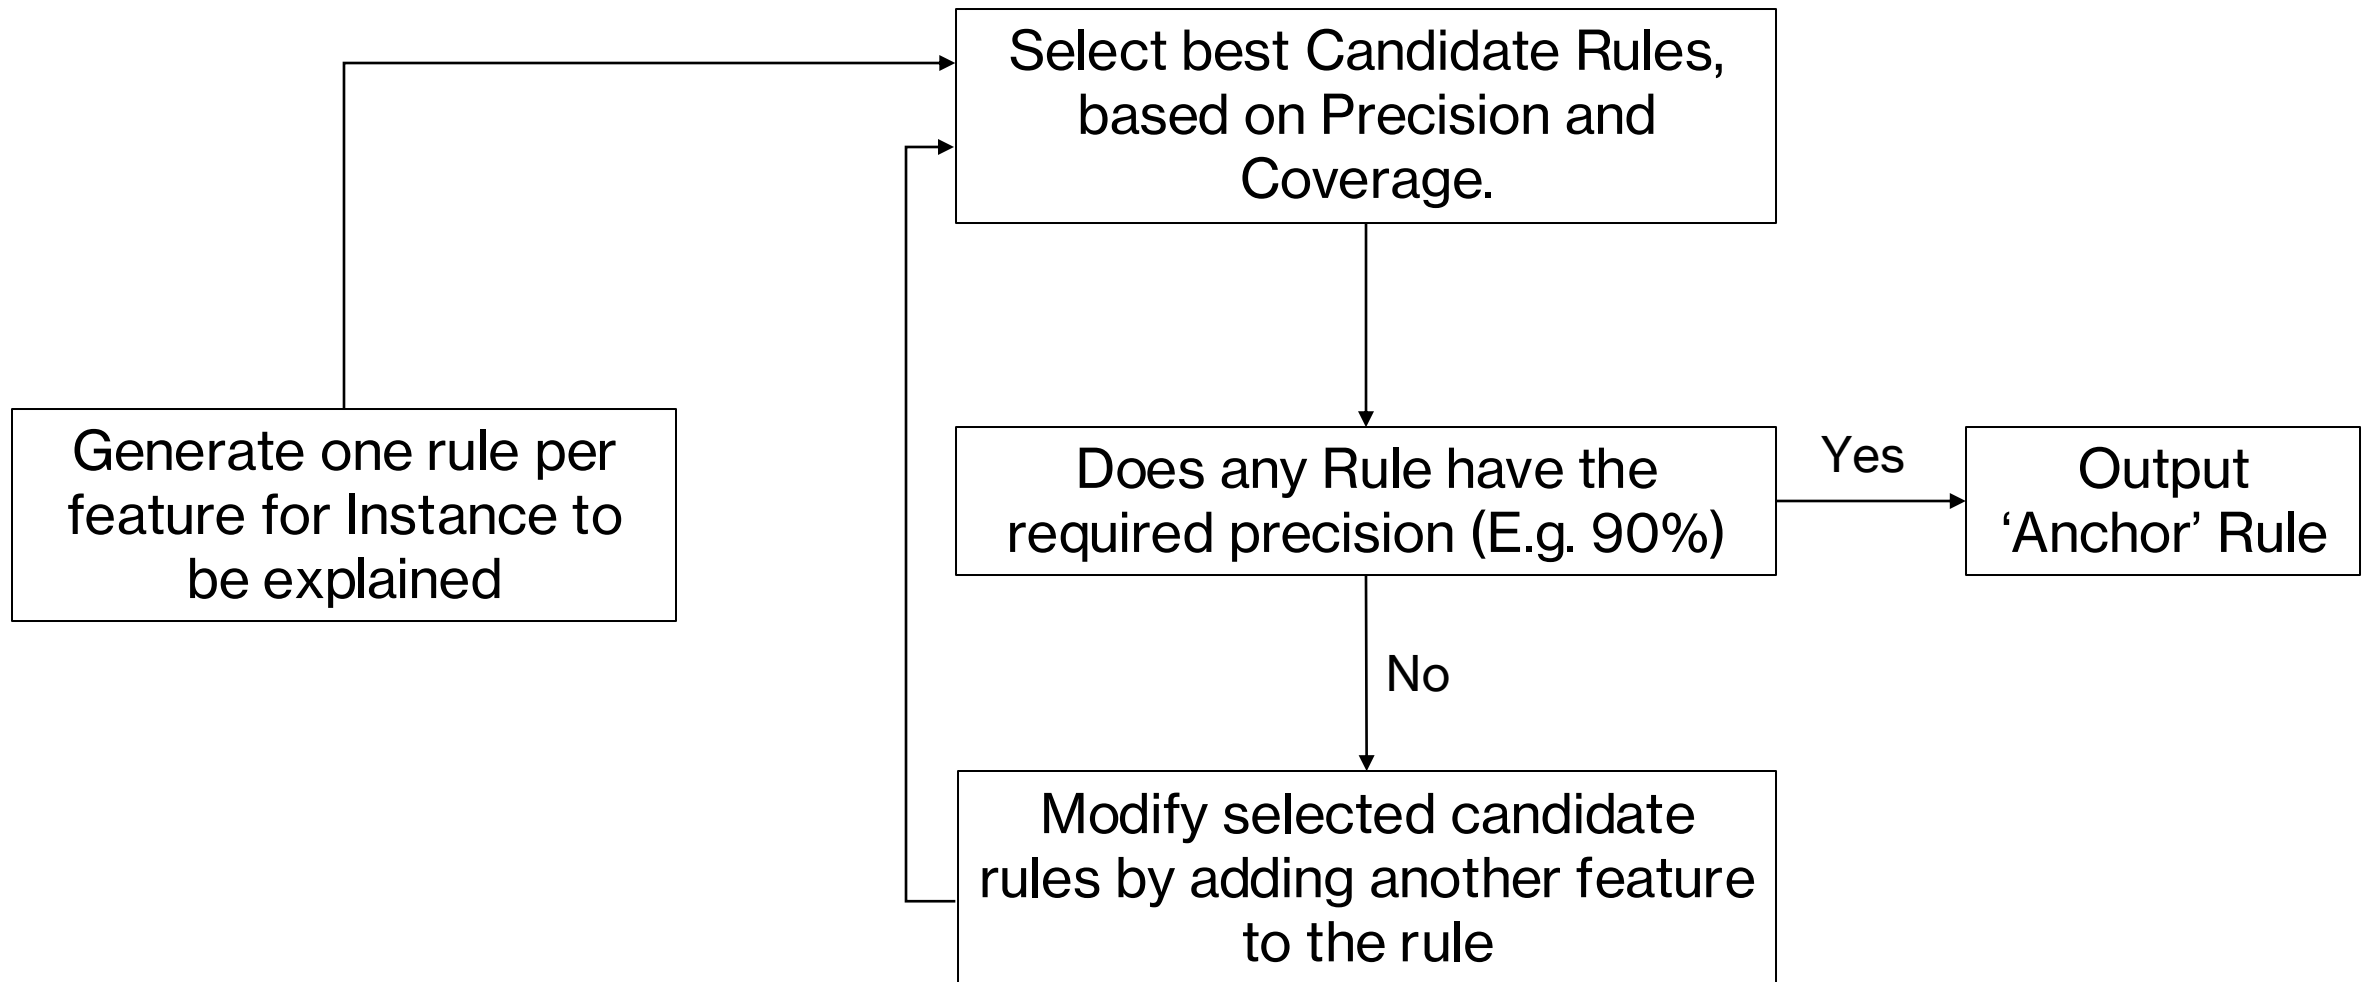 Select best Candidate Rules,
based on Precision and
Coverage.
Generate one rule per
feature for Instance to
be explained
Does any Rule have the
required precision (E.g. 90%)
Yes
Output
‘Anchor’ Rule
No
Modify selected candidate
rules by adding another feature
to the rule